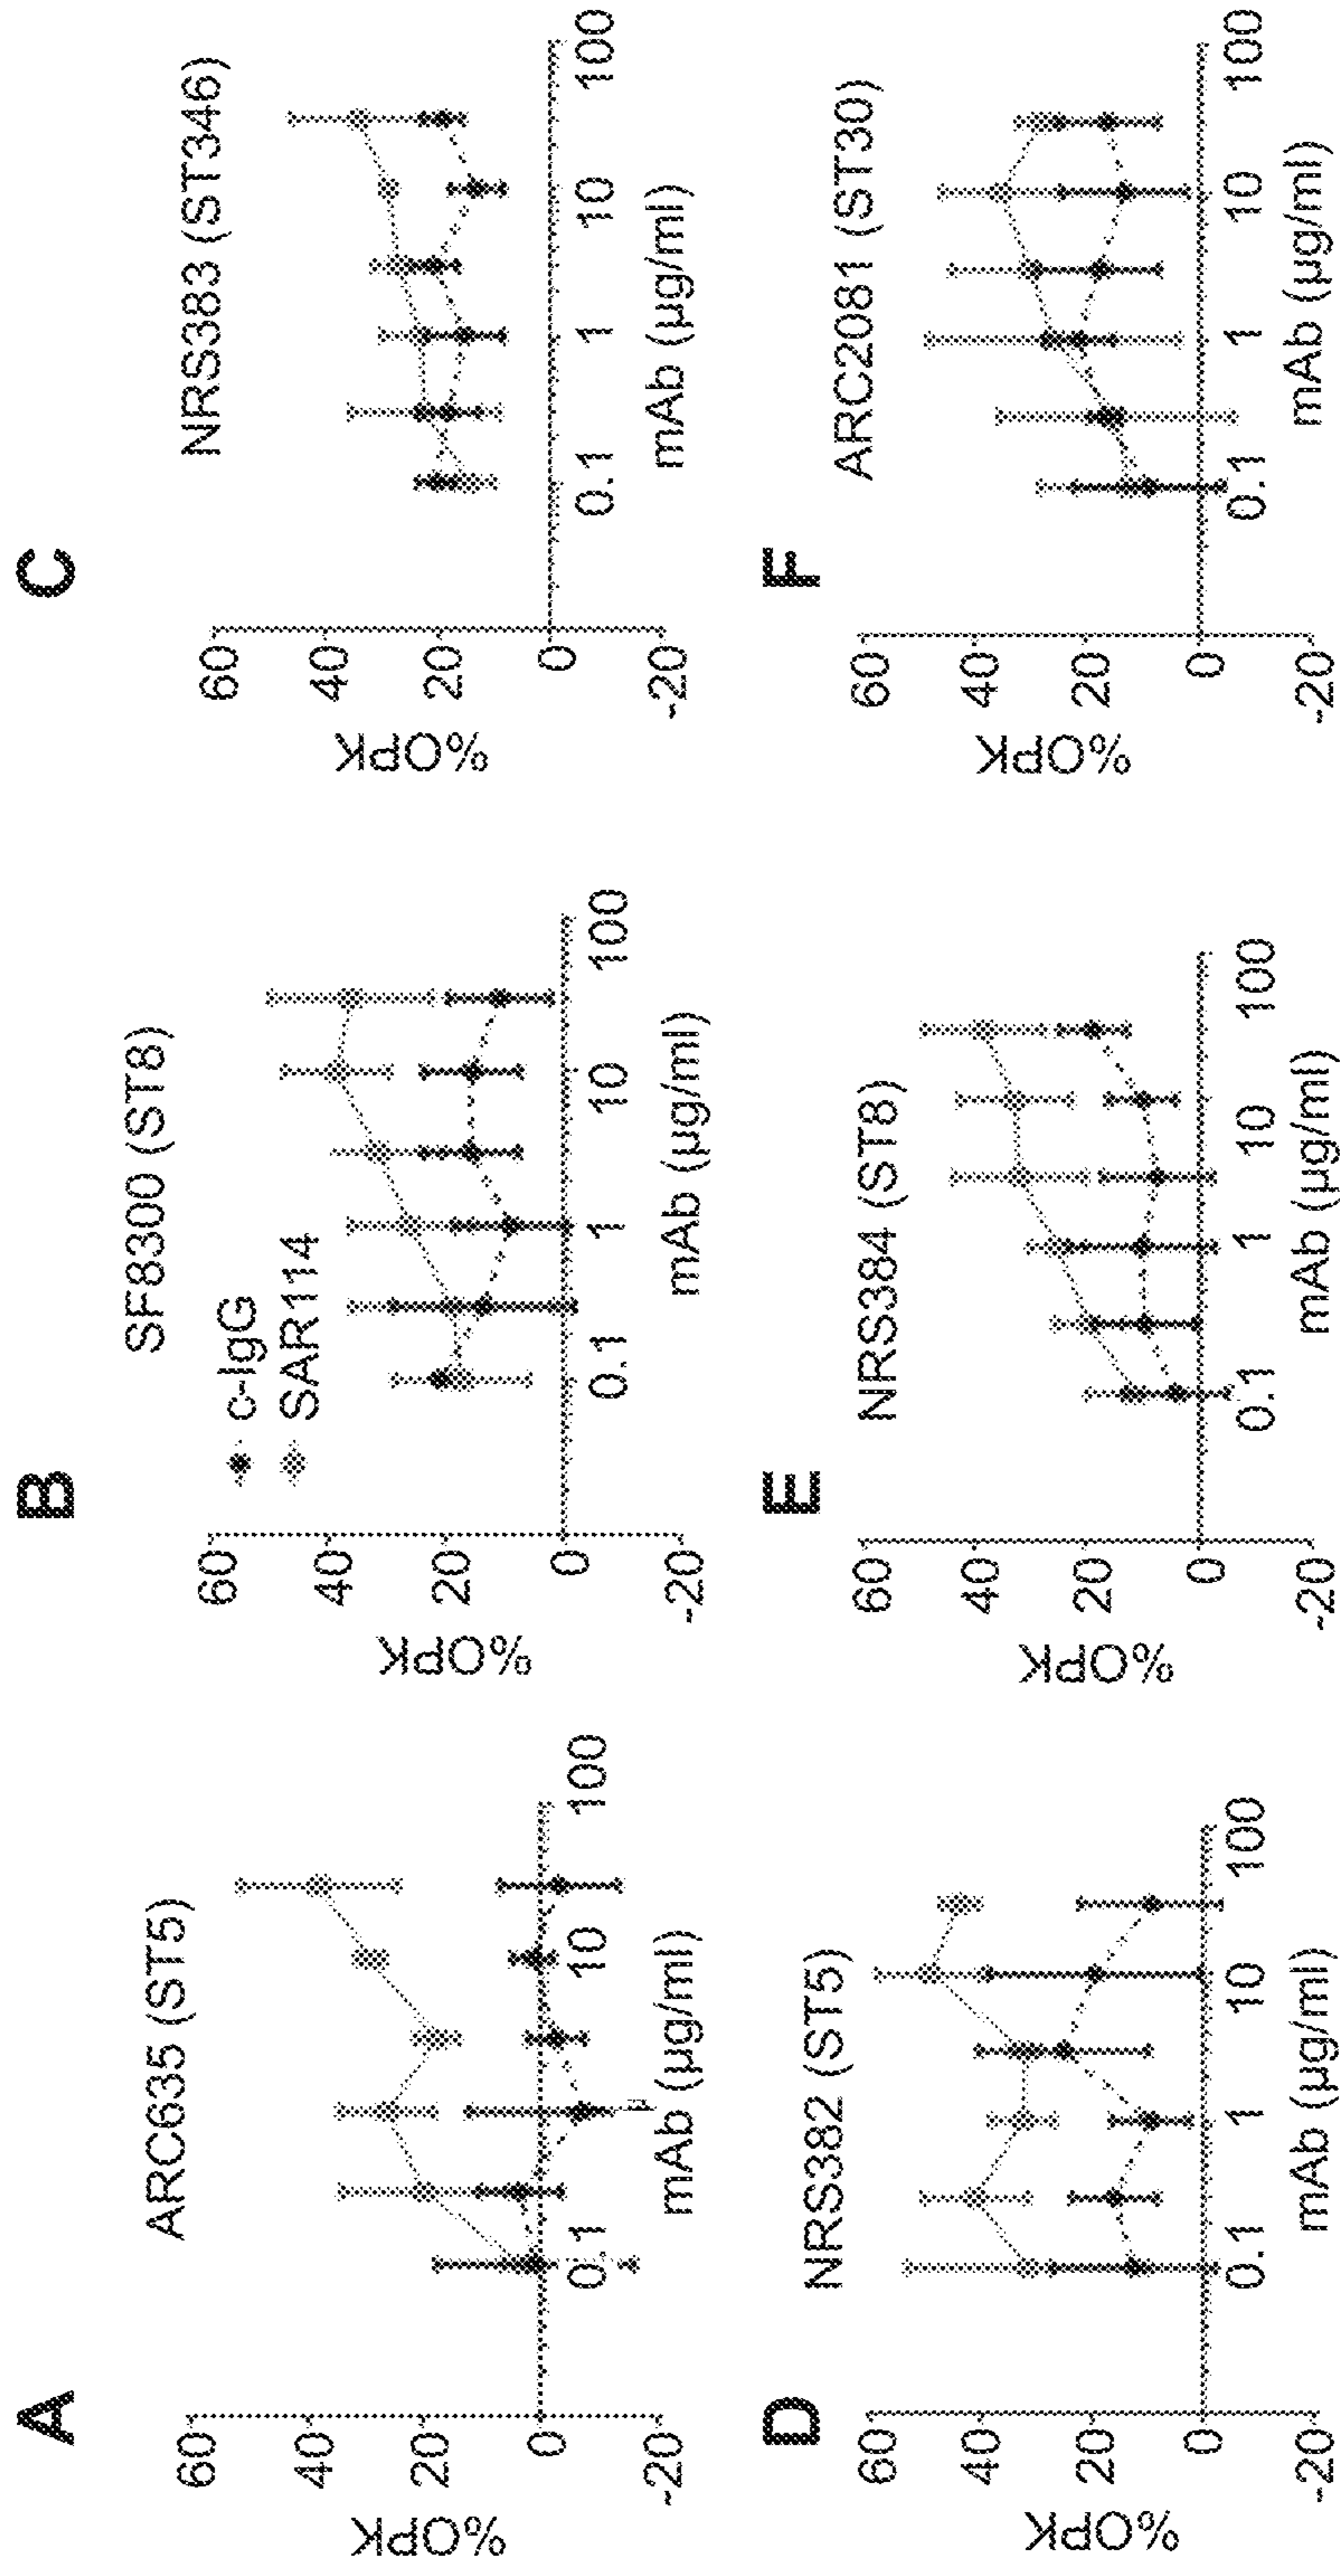 A
ARC635 (ST5)
%OPK
60
40
20
0
-20
0.1
1
10
100
mAb (µg/ml)
B
SF8300 (ST8)
c-IgG
SAR114
%OPK
60
40
20
0
-20
0.1
1
10
100
mAb (µg/ml)
C
NRS383 (ST346)
%OPK
60
40
20
0
-20
0.1
1
10
100
mAb (µg/ml)
D
NRS382 (ST5)
%OPK
60
40
20
0
-20
0.1
1
10
100
mAb (µg/ml)
E
NRS384 (ST8)
%OPK
60
40
20
0
-20
0.1
1
10
100
mAb (µg/ml)
F
ARC2081 (ST30)
%OPK
60
40
20
0
-20
0.1
1
10
100
mAb (µg/ml)